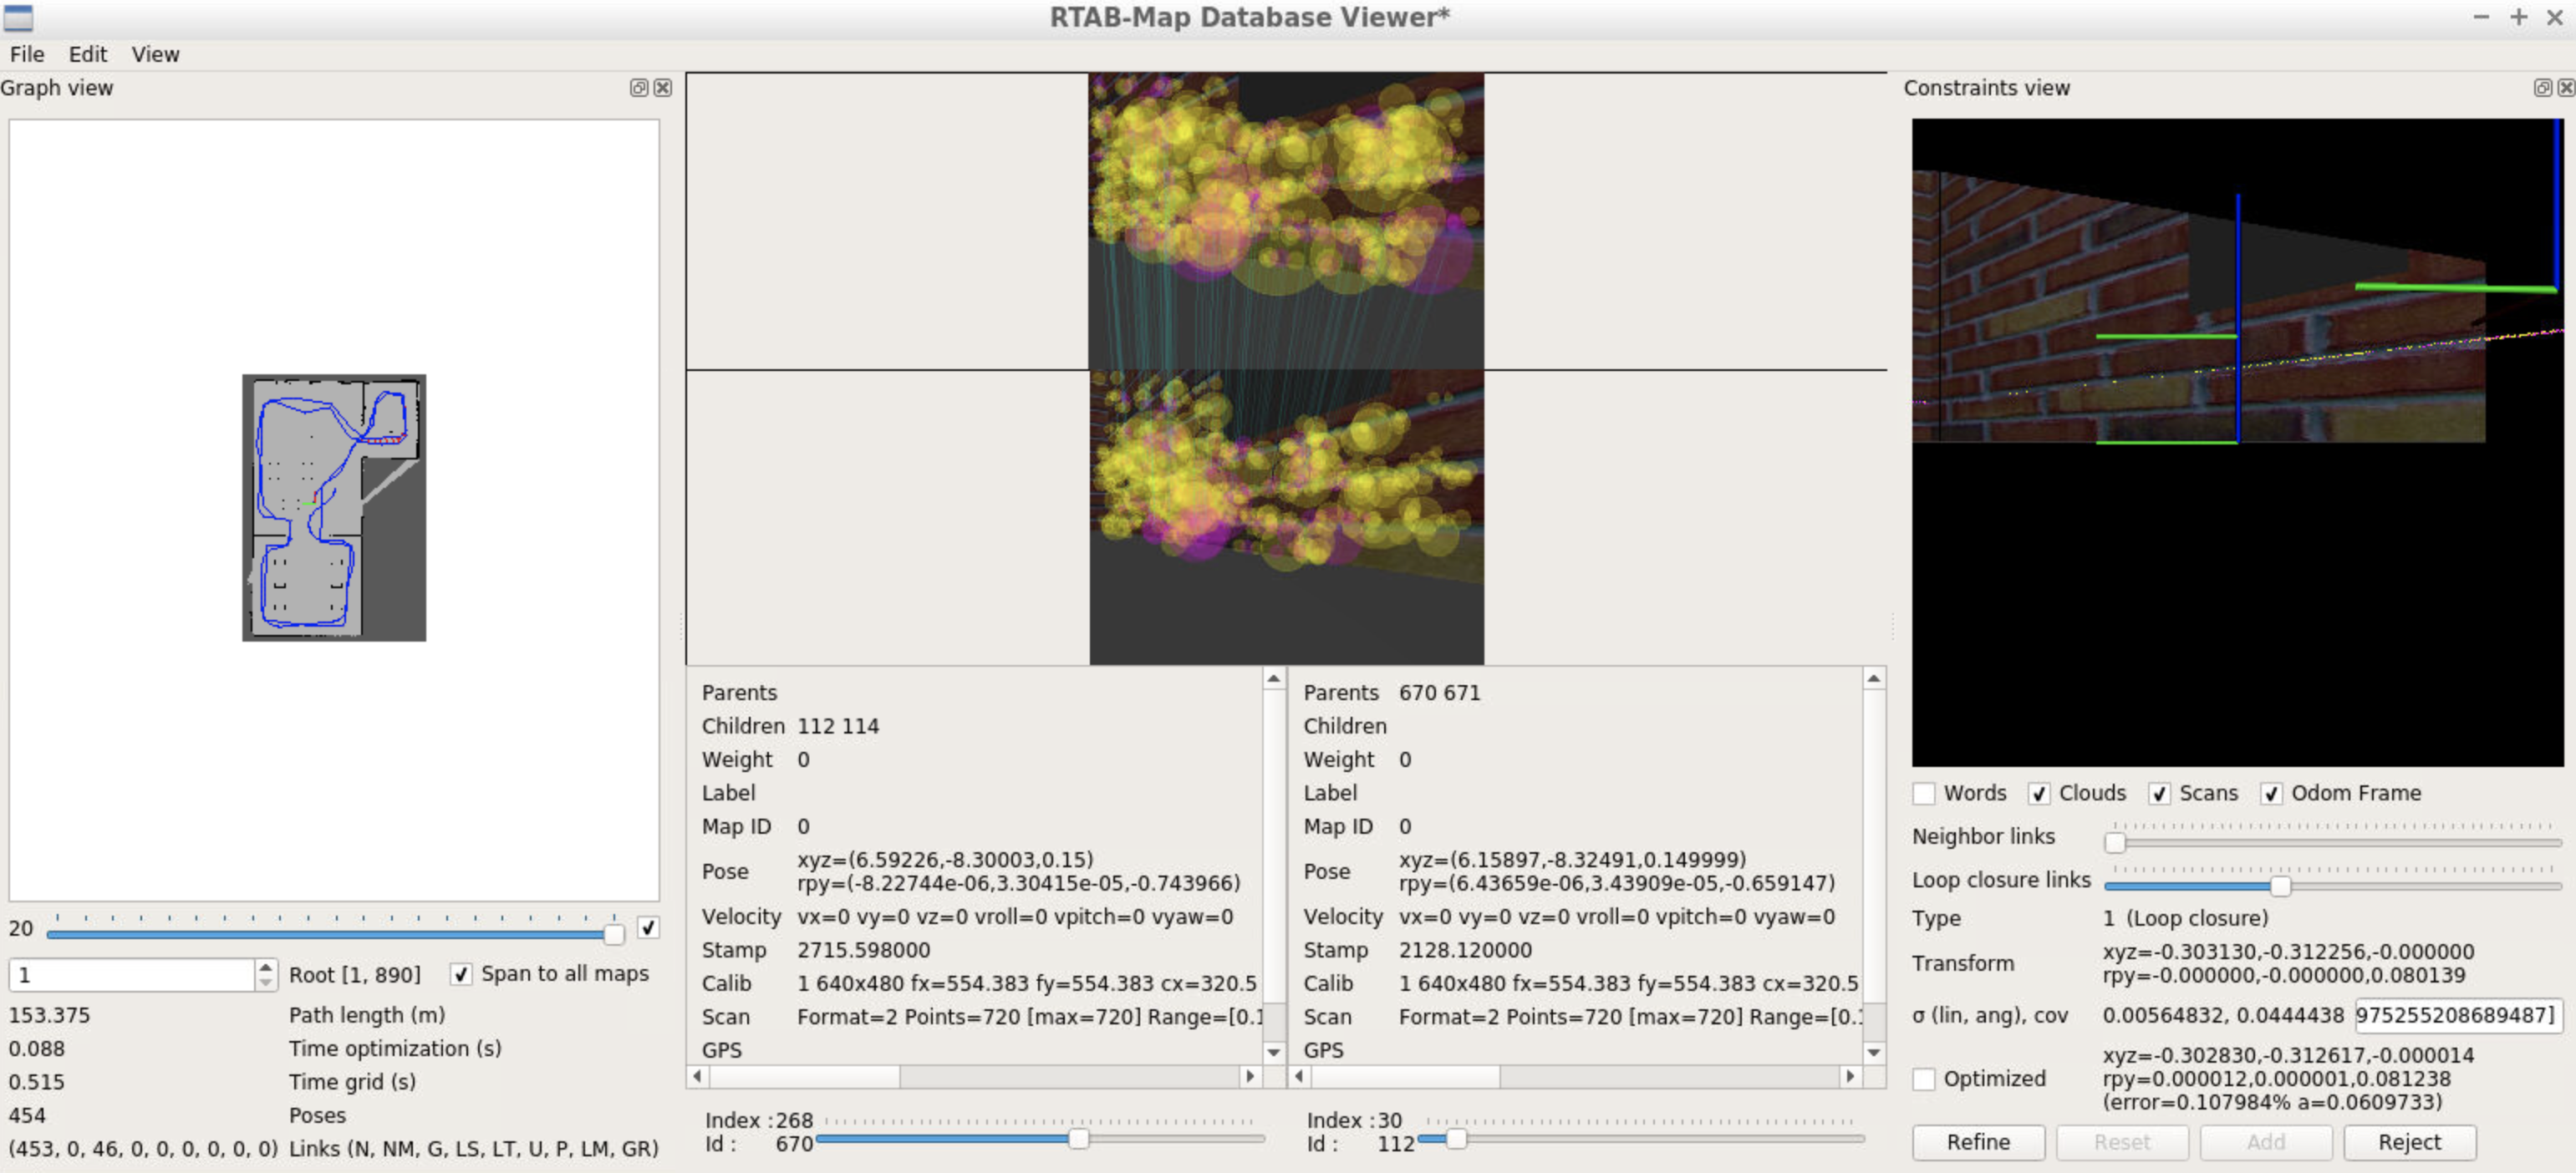 RTAB-Map Database Viewer*
File Edit View
Graph view
20
1 Root [1, 890] Span to all maps
153.375 Path length (m)
0.088 Time optimization (s)
0.515 Time grid (s)
454 Poses
(453, 0, 46, 0, 0, 0, 0, 0, 0) Links (N, NM, G, LS, LT, U, P, LM, GR)
Parents
Children 112 114
Weight 0
Label
Map ID 0
Pose xyz=(6.59226,-8.30003,0.15)
rpy=(-8.22744e-06,3.30415e-05,-0.743966)
Velocity vx=0 vy=0 vz=0 vroll=0 vpitch=0 vyaw=0
Stamp 2715.598000
Calib 1 640x480 fx=554.383 fy=554.383 cx=320.5
Scan Format=2 Points=720 [max=720] Range=[0.1
GPS
Index :268
Id : 670
Parents 670 671
Children
Weight 0
Label
Map ID 0
Pose xyz=(6.15897,-8.32491,0.149999)
rpy=(6.43659e-06,3.43909e-05,-0.659147)
Velocity vx=0 vy=0 vz=0 vroll=0 vpitch=0 vyaw=0
Stamp 2128.120000
Calib 1 640x480 fx=554.383 fy=554.383 cx=320.5
Scan Format=2 Points=720 [max=720] Range=[0.1
GPS
Index :30
Id : 112
Constraints view
Words Clouds Scans Odom Frame
Neighbor links
Loop closure links
Type 1 (Loop closure)
Transform xyz=-0.303130,-0.312256,-0.000000
rpy=-0.000000,-0.000000,0.080139
σ (lin, ang), cov 0.00564832, 0.0444438 975255208689487]
Optimized xyz=-0.302830,-0.312617,-0.000014
rpy=0.000012,0.000001,0.081238
(error=0.107984% a=0.0609733)
Refine Reset Add Reject